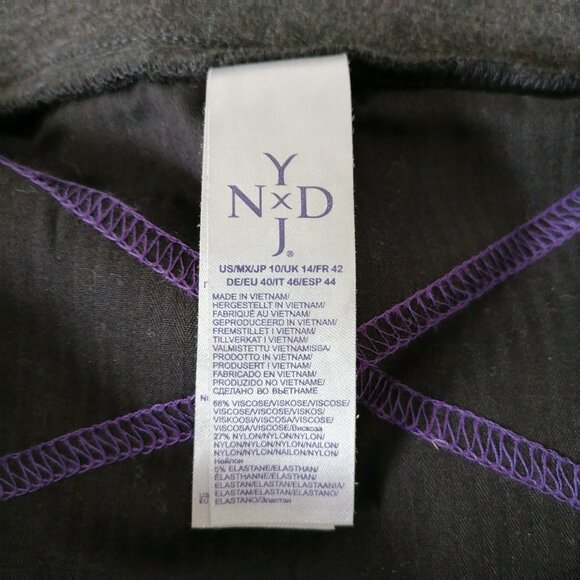 Y
N × D
J®
US/MX/JP 10/UK 14/FR 42
DE/EU 40/IT 46/ESP 44
MADE IN VIETNAM/
HERGESTELLT IN VIETNAM/
FABRIQUÉ AU VIETNAM/
GEPRODUCEERD IN VIETNAM/
FREMSTILLET I VIETNAM/
TILLVERKAT I VIETNAM/
VALMISTETTU VIETNAMISSA/
PRODOTTO IN VIETNAM/
PRODUSERT I VIETNAM/
FABRICADO EN VIETNAM/
PRODUZIDO NO VIETNAME/
СДЕЛАНО ВО ВЬЕТНАМЕ
68% VISCOSE/VISKOSE/VISCOSE/
VISCOSE/VISCOSE/VISKOS/
VISKOOSI/VISCOSA/VISKOSE/
VISCOSA/VISCOSE/Вискоза
27% NYLON/NYLON/NYLON/
NYLON/NYLON/NYLON/NAILON/
NYLON/NYLON/NAILON/NYLON/
Нейлон
5% ELASTANE/ELASTHAN/
ÉLASTHANNE/ELASTHAN/
ELASTAN/ELASTAN/ELASTAANIA/
ELASTAM/ELASTAN/ELASTANO/
ELASTANO/Эластан